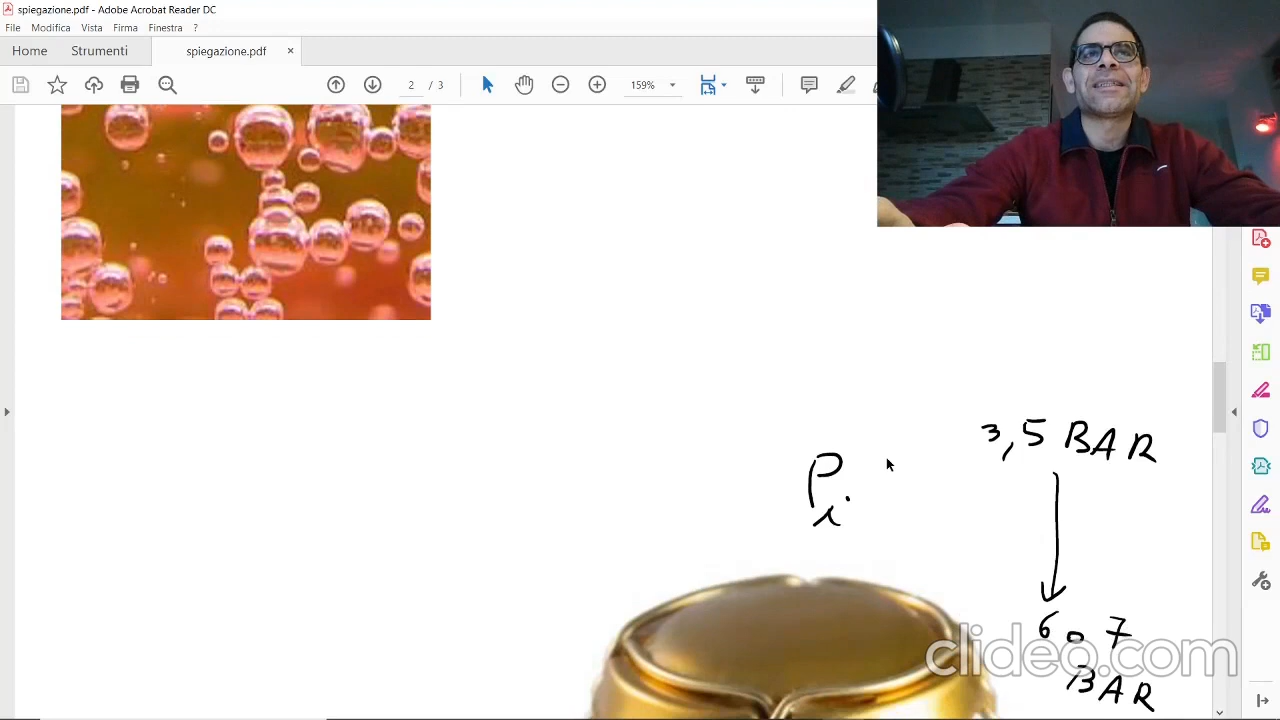 spiegazione.pdf - Adobe Acrobat Reader DC
File Modifica Vista Firma Finestra ?
Home Strumenti spiegazione.pdf ×
2 / 3 159%
3,5 BAR
Pi
6 o 7
BAR
clideo.com